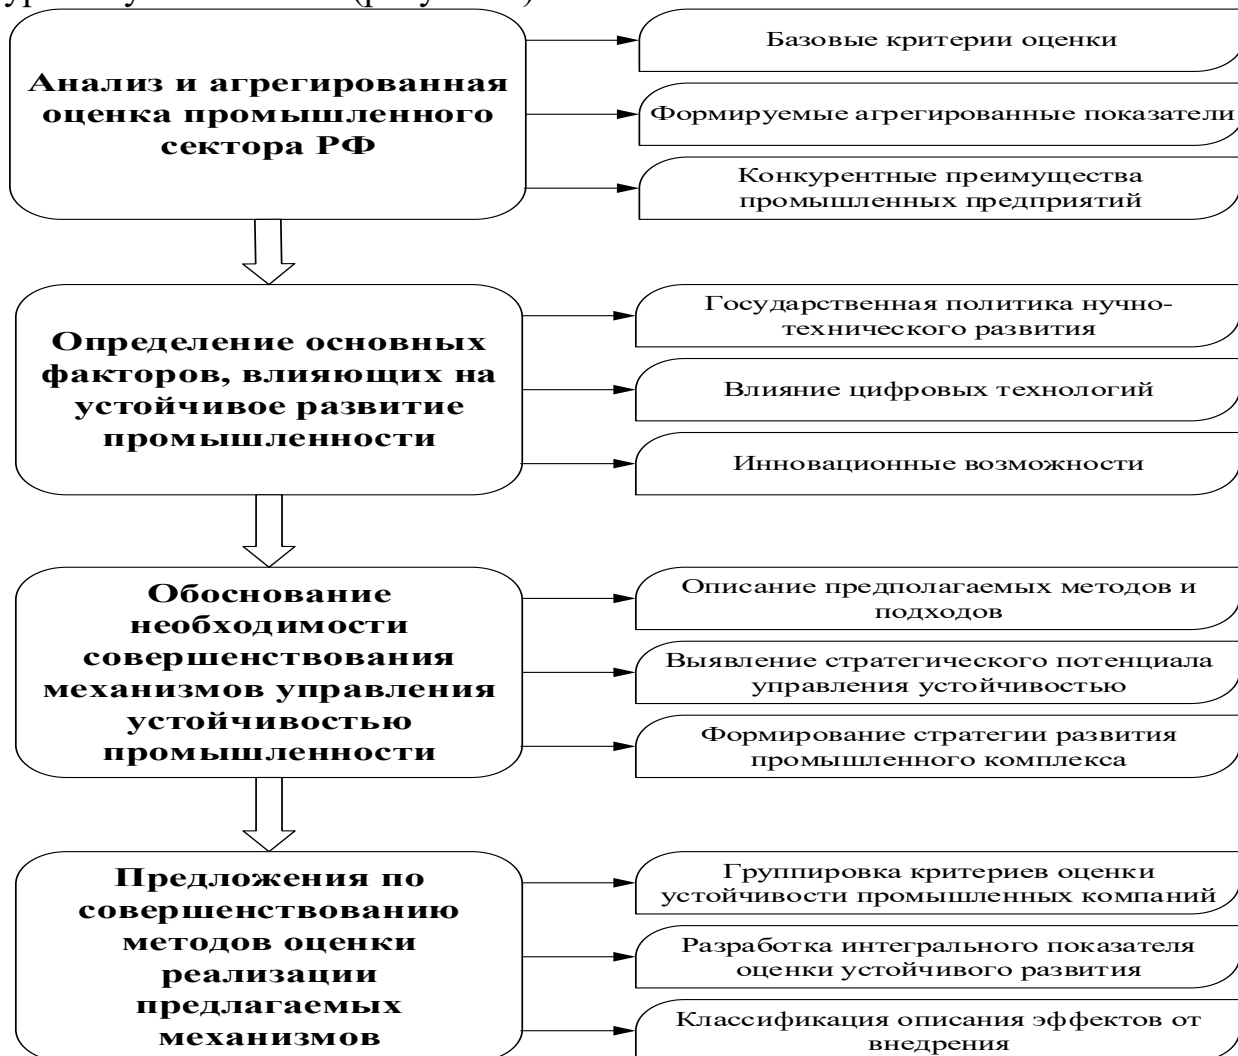 Анализ и агрегированная
оценка промышленного
сектора РФ
Базовые критерии оценки
Формируемые агрегированные показатели
Конкурентные преимущества
промышленных предприятий
Определение основных
факторов, влияющих на
устойчивое развитие
промышленности
Государственная политика нучно-
технического развития
Влияние цифровых технологий
Инновационные возможности
Обоснование
необходимости
совершенствования
механизмов управления
устойчивостью
промышленности
Описание предполагаемых методов и
подходов
Выявление стратегического потенциала
управления устойчивостью
Формирование стратегии развития
промышленного комплекса
Предложения по
совершенствованию
методов оценки
реализации
предлагаемых
механизмов
Группировка критериев оценки
устойчивости промышленных компаний
Разработка интегрального показателя
оценки устойчивого развития
Классификация описания эффектов от
внедрения